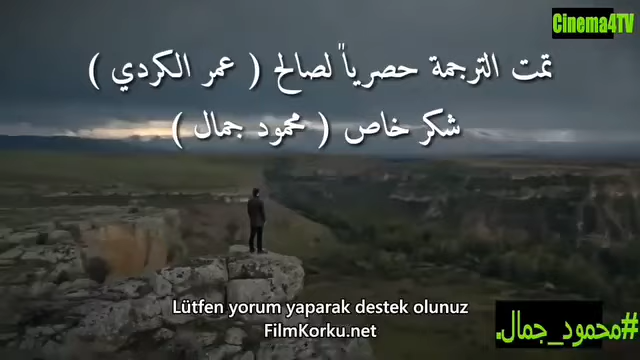 Cinema4TV
تمت الترجمة حصرياً لصالح ( عمر الكردي )
شكر خاص ( محمود جمال )
Lütfen yorum yaparak destek olunuz
FilmKorku.net
#محمود_جمال.